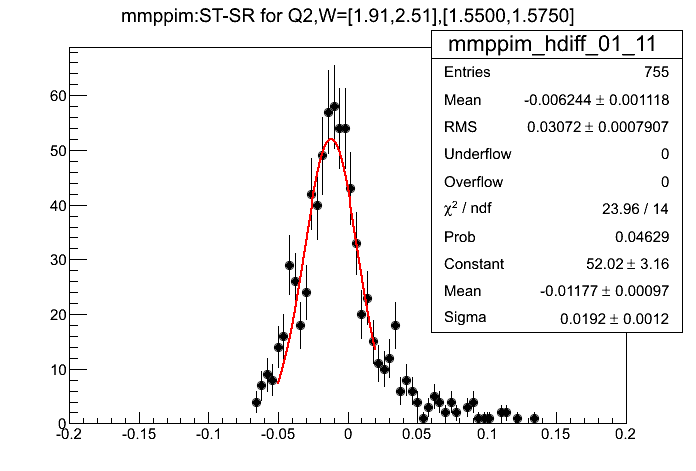 mmppim:ST-SR for Q2,W=[1.91,2.51],[1.5500,1.5750]
mmppim_hdiff_01_11
Entries 755
Mean -0.006244 ± 0.001118
RMS 0.03072 ± 0.0007907
Underflow 0
Overflow 0
χ² / ndf 23.96 / 14
Prob 0.04629
Constant 52.02 ± 3.16
Mean -0.01177 ± 0.00097
Sigma 0.0192 ± 0.0012
60
50
40
30
20
10
0
-0.2 -0.15 -0.1 -0.05 0 0.05 0.1 0.15 0.2